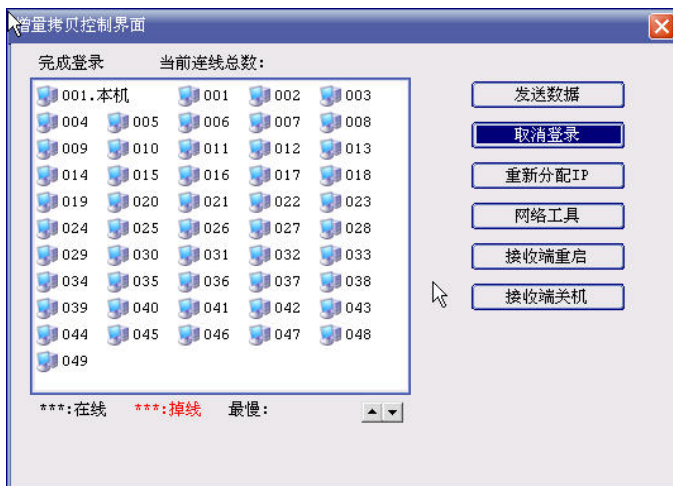 增量拷贝控制界面
完成登录 当前连线总数:
001.本机 001 002 003
004 005 006 007 008
009 010 011 012 013
014 015 016 017 018
019 020 021 022 023
024 025 026 027 028
029 030 031 032 033
034 035 036 037 038
039 040 041 042 043
044 045 046 047 048
049
***:在线 ***:掉线 最慢:
发送数据
取消登录
重新分配IP
网络工具
接收端重启
接收端关机